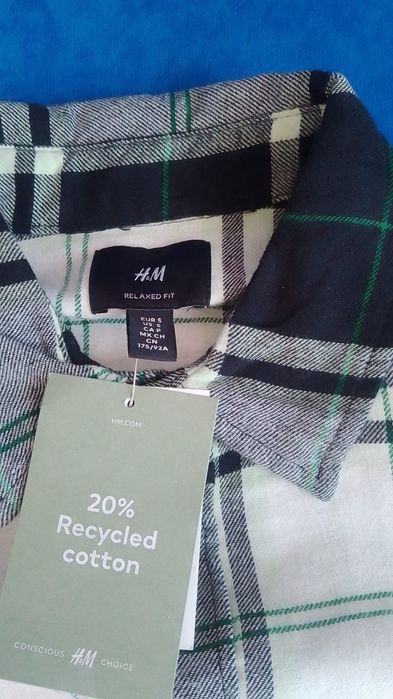 H&M
RELAXED FIT
EUR S
US S
CA P
MX CH
CN
175/92A
HM.COM
20%
Recycled
cotton
CONSCIOUS H&M CHOICE